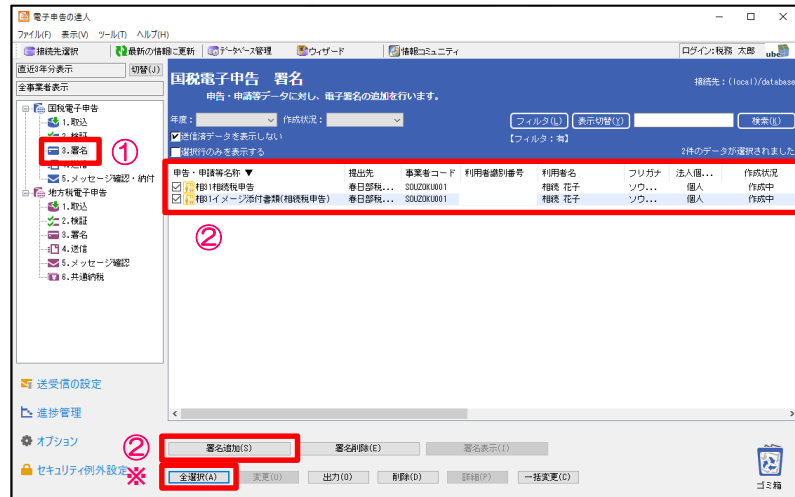 電子申告の達人
ファイル(F) 表示(V) ツール(T) ヘルプ(H)
接続先選択 最新の情報に更新 データベース管理 ウィザード 情報コミュニティ ログイン:税務 太郎
直近3年分表示 切替(J)
全事業者表示
国税電子申告 署名
申告・申請等データに対し、電子署名の追加を行います。
接続先:(local)/database
年度: 作成状況: フィルタ(L) 表示切替(Y) 検索(K)
送信済データを表示しない 【フィルタ:有】
選択行のみを表示する 2件のデータが選択されました
国税電子申告
1.取込
2.検証
3.署名
4.送信
5.メッセージ確認・納付
地方税電子申告
1.取込
2.検証
3.署名
4.送信
5.メッセージ確認
6.共通納税
①
申告・申請等名称 ▼ 提出先 事業者コード 利用者識別番号 利用者名 フリガナ 法人個... 作成状況
相31相続税申告 春日部税... SOUZOKU001 相続 花子 ソウ... 個人 作成中
相31イメージ添付書類(相続税申告) 春日部税... SOUZOKU001 相続 花子 ソウ... 個人 作成中
②
送受信の設定
進捗管理
オプション
セキュリティ例外設定
② 署名追加(S) 署名削除(E) 署名表示(I)
※ 全選択(A) 変更(U) 出力(O) 削除(D) 詳細(P) 一括変更(C)
ゴミ箱